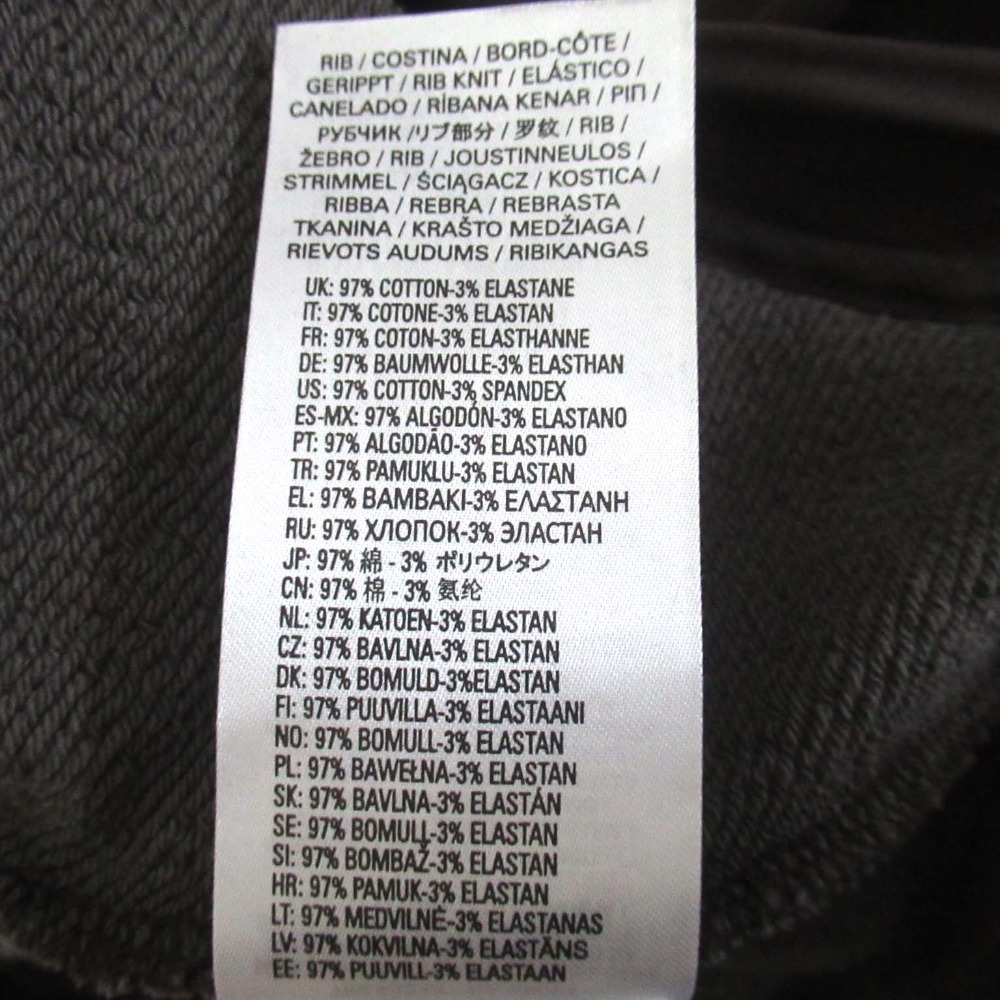 RIB / COSTINA / BORD-CÔTE /
GERIPPT / RIB KNIT / ELÁSTICO /
CANELADO / RİBANA KENAR / ΡΙΠ /
РУБЧИК /リブ部分 / 罗纹 / RIB /
ŽEBRO / RIB / JOUSTINNEULOS /
STRIMMEL / ŚCIĄGACZ / KOSTICA /
RIBBA / REBRA / REBRASTA
TKANINA / KRAŠTO MEDŽIAGA /
RIEVOTS AUDUMS / RIBIKANGAS
UK: 97% COTTON-3% ELASTANE
IT: 97% COTONE-3% ELASTAN
FR: 97% COTON-3% ELASTHANNE
DE: 97% BAUMWOLLE-3% ELASTHAN
US: 97% COTTON-3% SPANDEX
ES-MX: 97% ALGODÓN-3% ELASTANO
PT: 97% ALGODÃO-3% ELASTANO
TR: 97% PAMUKLU-3% ELASTAN
EL: 97% ΒΑΜΒΑΚΙ-3% ΕΛΑΣΤΑΝΗ
RU: 97% ХЛОПОК-3% ЭЛАСТАН
JP: 97% 綿 - 3% ポリウレタン
CN: 97% 棉 - 3% 氨纶
NL: 97% KATOEN-3% ELASTAN
CZ: 97% BAVLNA-3% ELASTAN
DK: 97% BOMULD-3%ELASTAN
FI: 97% PUUVILLA-3% ELASTAANI
NO: 97% BOMULL-3% ELASTAN
PL: 97% BAWEŁNA-3% ELASTAN
SK: 97% BAVLNA-3% ELASTÁN
SE: 97% BOMULL-3% ELASTAN
SI: 97% BOMBAŽ-3% ELASTAN
HR: 97% PAMUK-3% ELASTAN
LT: 97% MEDVILNĖ-3% ELASTANAS
LV: 97% KOKVILNA-3% ELASTĀNS
EE: 97% PUUVILL-3% ELASTAAN